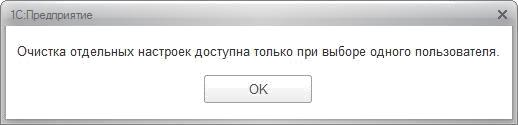 1С:Предприятие
Очистка отдельных настроек доступна только при выборе одного пользователя.
OK